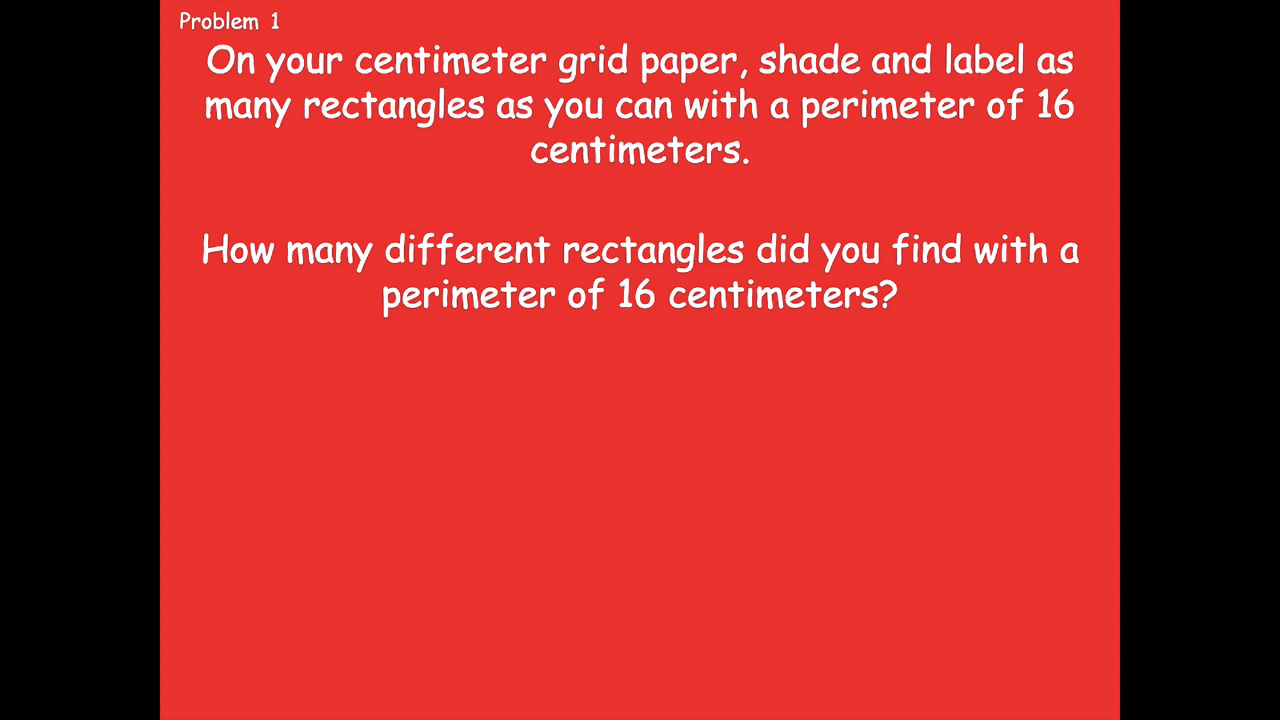 Problem 1
On your centimeter grid paper, shade and label as
many rectangles as you can with a perimeter of 16
centimeters.
How many different rectangles did you find with a
perimeter of 16 centimeters?